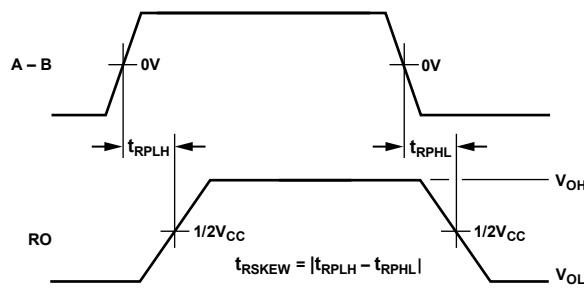 A – B
0V
0V
tRPLH
tRPHL
VOH
RO
1/2VCC
1/2VCC
tRSKEW = |tRPLH – tRPHL|
VOL